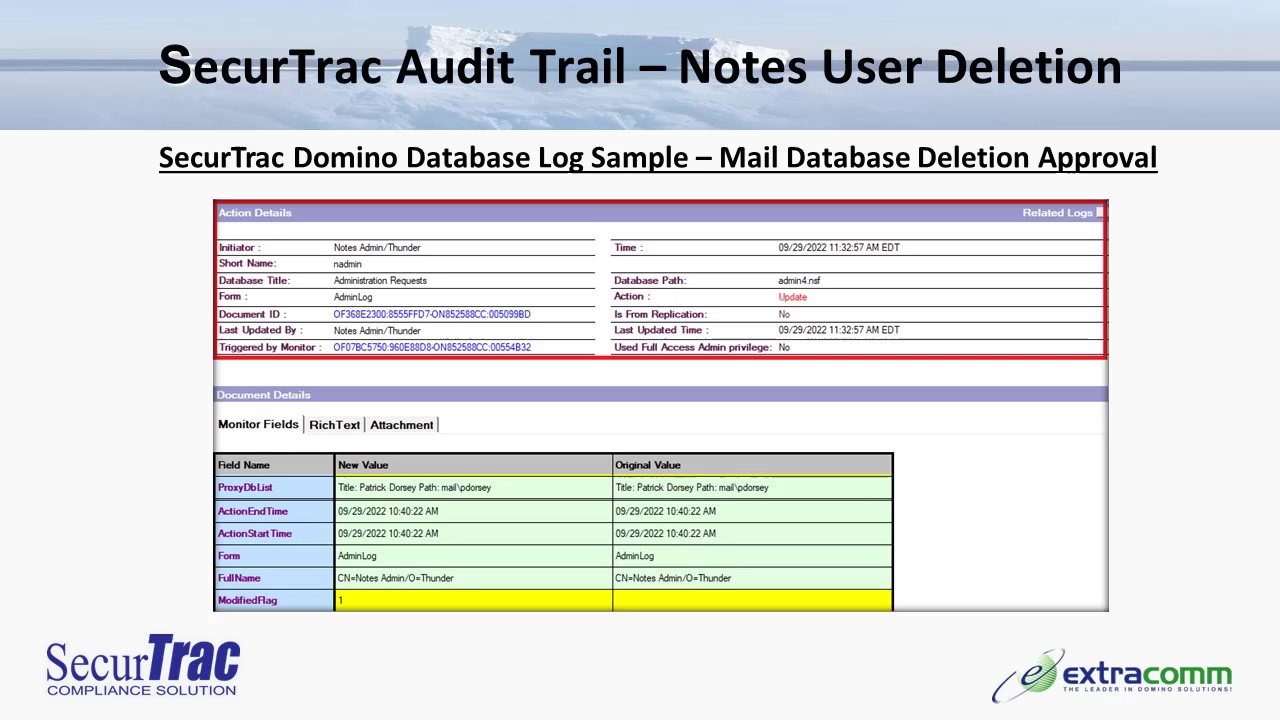 SecurTrac Audit Trail – Notes User Deletion
SecurTrac Domino Database Log Sample – Mail Database Deletion Approval
Action Details Related Logs
Initiator : Notes Admin/Thunder Time : 09/29/2022 11:32:57 AM EDT
Short Name: nadmin
Database Title: Administration Requests Database Path: admin4.nsf
Form : AdminLog Action : Update
Document ID : OF368E2300:8555FFD7-ON852588CC:005099BD Is From Replication: No
Last Updated By : Notes Admin/Thunder Last Updated Time : 09/29/2022 11:32:57 AM EDT
Triggered by Monitor : OF07BC5750:960E88D8-ON852588CC:00554B32 Used Full Access Admin privilege: No
Document Details
Monitor Fields RichText Attachment
Field Name New Value Original Value
ProxyDbList Title: Patrick Dorsey Path: mail\pdorsey Title: Patrick Dorsey Path: mail\pdorsey
ActionEndTime 09/29/2022 10:40:22 AM 09/29/2022 10:40:22 AM
ActionStartTime 09/29/2022 10:40:22 AM 09/29/2022 10:40:22 AM
Form AdminLog AdminLog
FullName CN=Notes Admin/O=Thunder CN=Notes Admin/O=Thunder
ModifiedFlag 1
SecurTrac
COMPLIANCE SOLUTION
e extracomm
THE LEADER IN DOMINO SOLUTIONS!